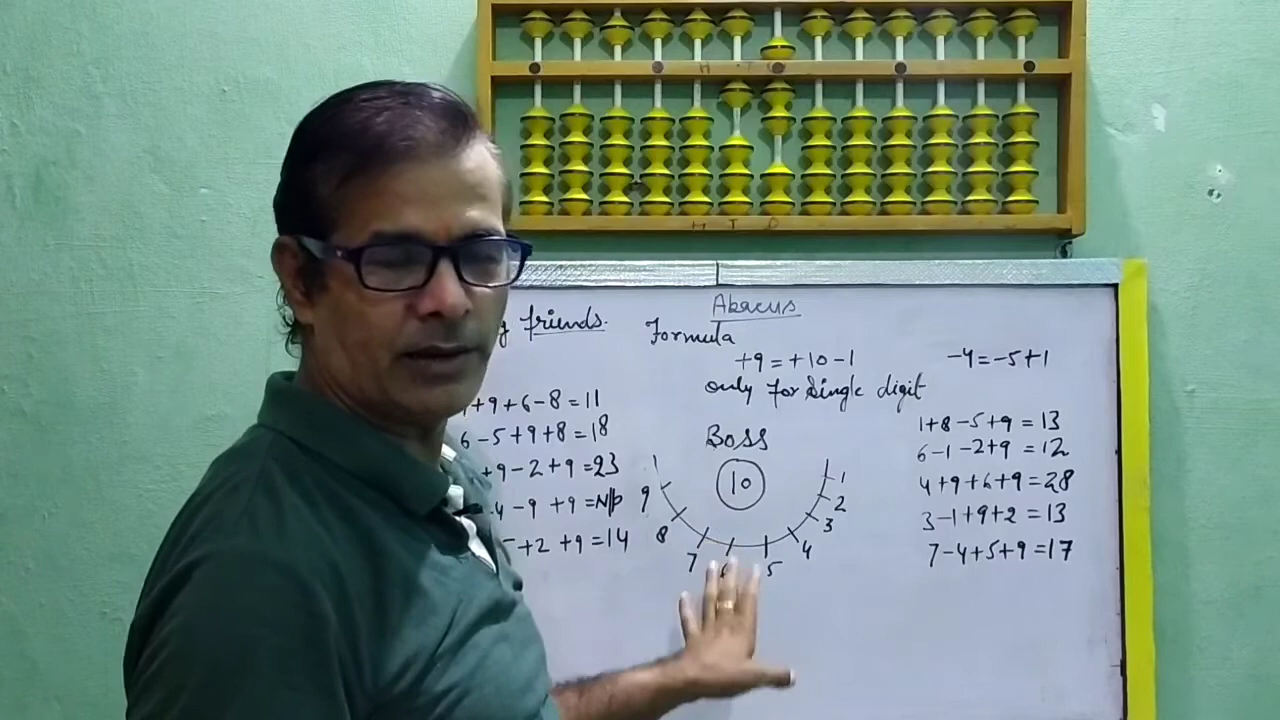 H T O
H T O
Abacus
friends.
Formula
+9 = +10 - 1
-4 = -5 + 1
only for single digit
+9+6-8 = 11
6-5+9+8 = 18
+9-2+9 = 23
4-9+9 = N/P
+2+9 = 14
BOSS
10
1
9
8
7
5
4
3
2
1
1+8-5+9 = 13
6-1-2+9 = 12
4+9+6+9 = 28
3-1+9+2 = 13
7-4+5+9 = 17